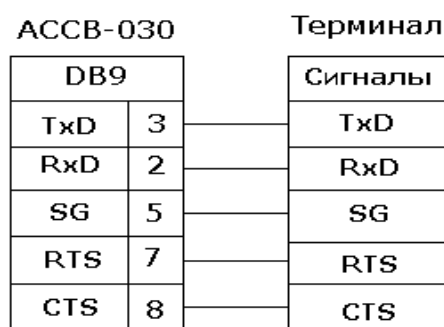 АССВ-030 Терминал
DB9 Сигналы
TxD 3 TxD
RxD 2 RxD
SG 5 SG
RTS 7 RTS
CTS 8 CTS